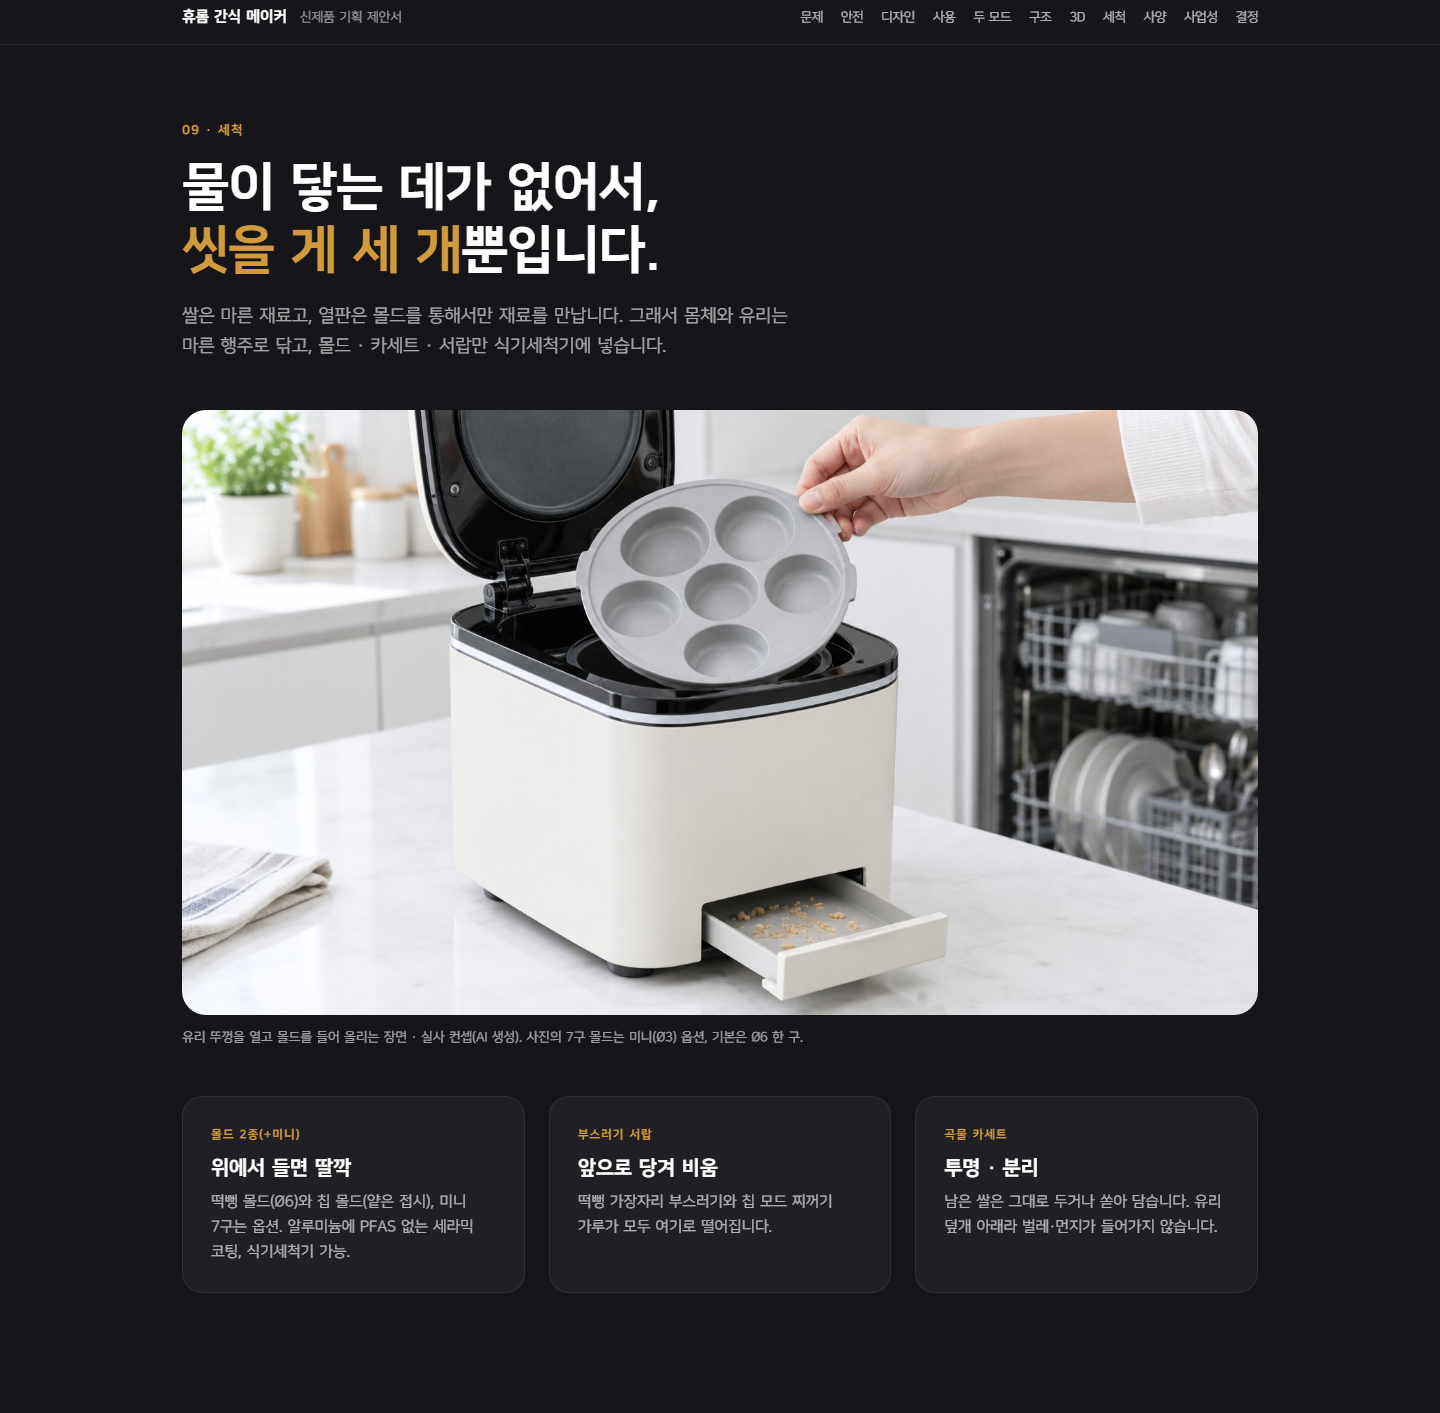 휴롬 간식 메이커 신제품 기획 제안서
문제 안전 디자인 사용 두 모드 구조 3D 세척 사양 사업성 결정
09 · 세척
물이 닿는 데가 없어서,
씻을 게 세 개뿐입니다.
쌀은 마른 재료고, 열판은 몰드를 통해서만 재료를 만납니다. 그래서 몸체와 유리는
마른 행주로 닦고, 몰드 · 카세트 · 서랍만 식기세척기에 넣습니다.
유리 뚜껑을 열고 몰드를 들어 올리는 장면 · 실사 컨셉(AI 생성). 사진의 7구 몰드는 미니(Ø3) 옵션, 기본은 Ø6 한 구.
몰드 2종(+미니)
위에서 들면 딸깍
떡뻥 몰드(Ø6)와 칩 몰드(얕은 접시), 미니
7구는 옵션. 알루미늄에 PFAS 없는 세라믹
코팅, 식기세척기 가능.
부스러기 서랍
앞으로 당겨 비움
떡뻥 가장자리 부스러기와 칩 모드 찌꺼기
가루가 모두 여기로 떨어집니다.
곡물 카세트
투명 · 분리
남은 쌀은 그대로 두거나 쏟아 담습니다. 유리
덮개 아래라 벌레·먼지가 들어가지 않습니다.